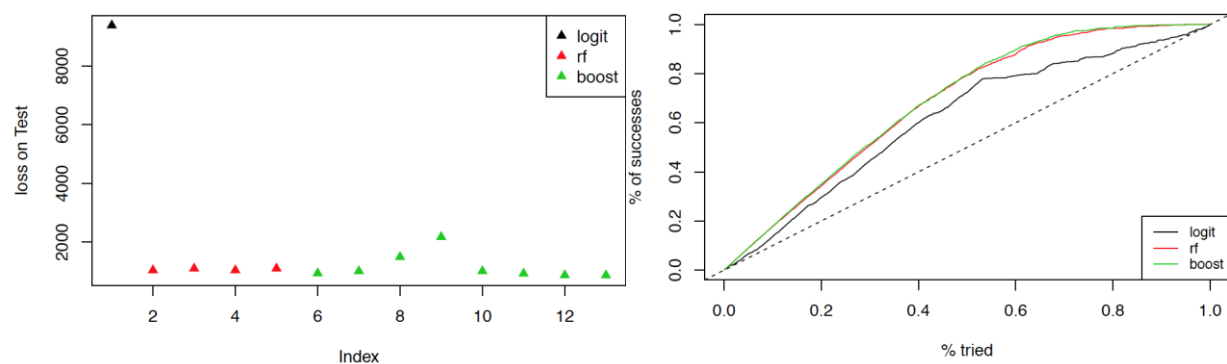 loss on Test
2000
4000
6000
8000
2
4
6
8
10
12
Index
logit
rf
boost
% of successes
0.0
0.2
0.4
0.6
0.8
1.0
0.0
0.2
0.4
0.6
0.8
1.0
% tried
logit
rf
boost